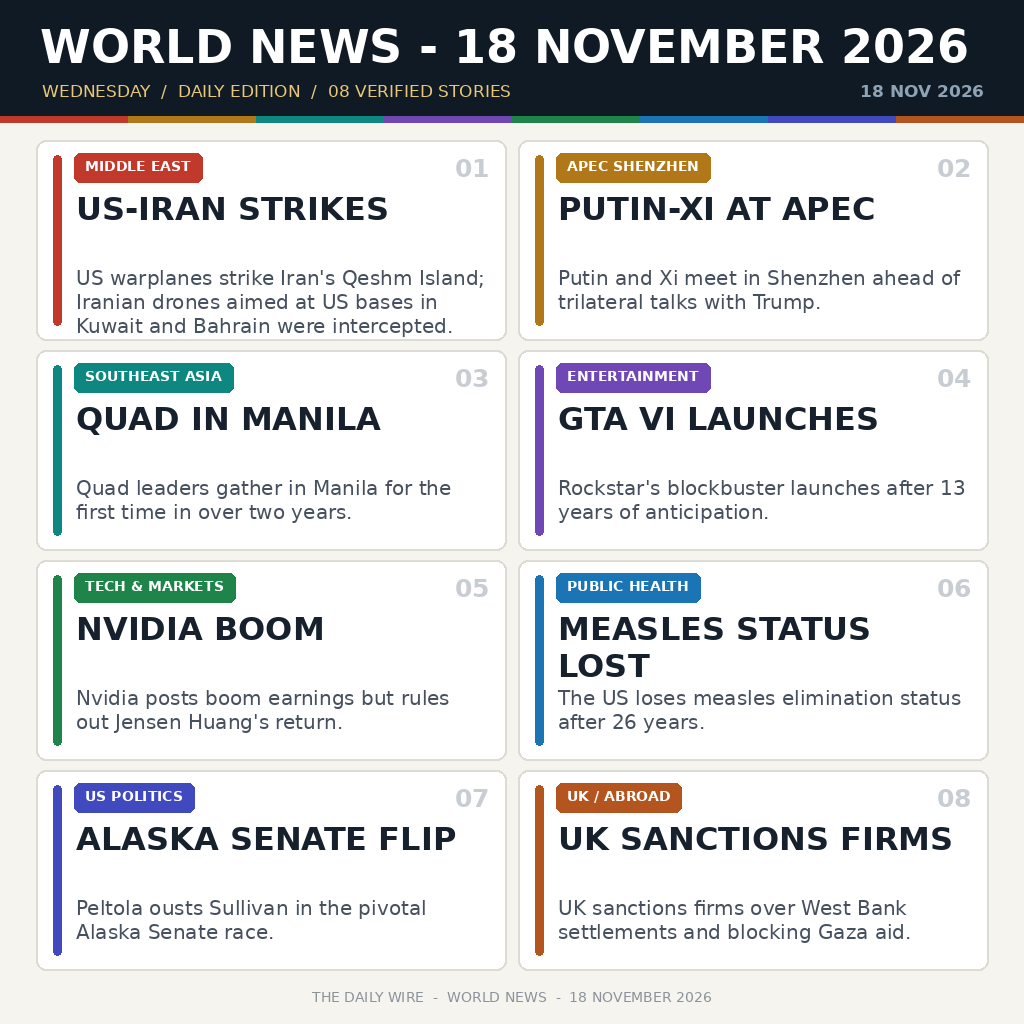 WORLD NEWS - 18 NOVEMBER 2026
WEDNESDAY / DAILY EDITION / 08 VERIFIED STORIES
18 NOV 2026
MIDDLE EAST
01
US-IRAN STRIKES
US warplanes strike Iran's Qeshm Island;
Iranian drones aimed at US bases in
Kuwait and Bahrain were intercepted.
APEC SHENZHEN
02
PUTIN-XI AT APEC
Putin and Xi meet in Shenzhen ahead of
trilateral talks with Trump.
SOUTHEAST ASIA
03
QUAD IN MANILA
Quad leaders gather in Manila for the
first time in over two years.
ENTERTAINMENT
04
GTA VI LAUNCHES
Rockstar's blockbuster launches after 13
years of anticipation.
TECH & MARKETS
05
NVIDIA BOOM
Nvidia posts boom earnings but rules
out Jensen Huang's return.
PUBLIC HEALTH
06
MEASLES STATUS
LOST
The US loses measles elimination status
after 26 years.
US POLITICS
07
ALASKA SENATE FLIP
Peltola ousts Sullivan in the pivotal
Alaska Senate race.
UK / ABROAD
08
UK SANCTIONS FIRMS
UK sanctions firms over West Bank
settlements and blocking Gaza aid.
THE DAILY WIRE - WORLD NEWS - 18 NOVEMBER 2026